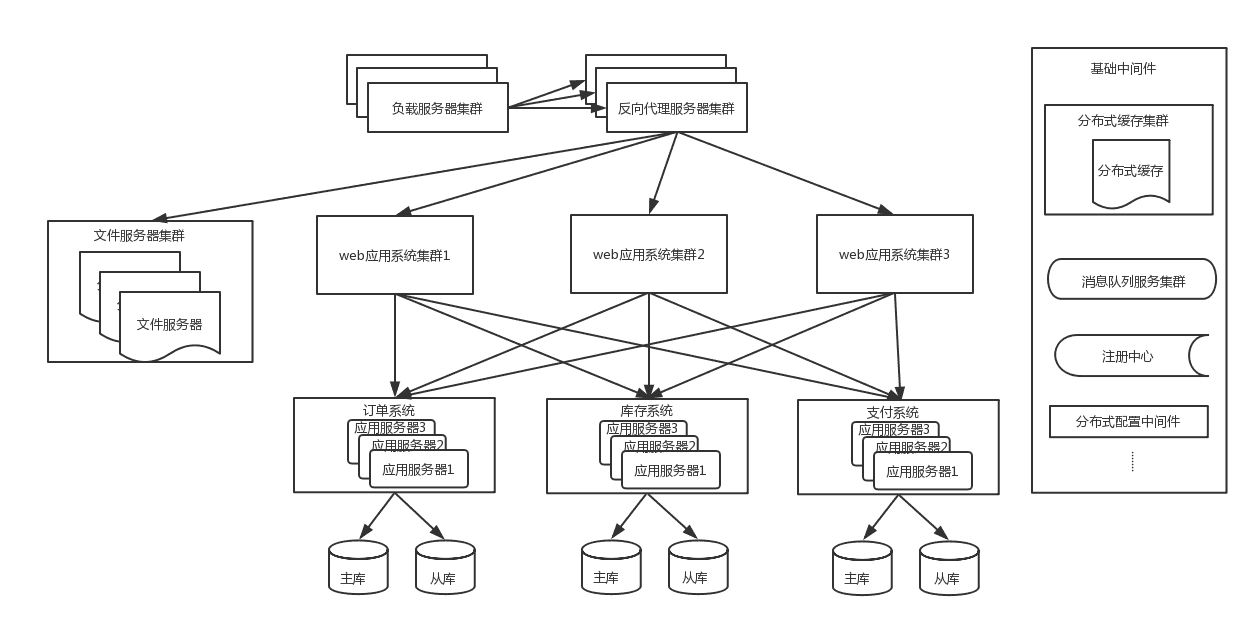 负载服务器集群
反向代理服务器集群
文件服务器集群
文件服务器
web应用系统集群1
web应用系统集群2
web应用系统集群3
订单系统
应用服务器3
应用服务器2
应用服务器1
库存系统
应用服务器3
应用服务器2
应用服务器1
支付系统
应用服务器3
应用服务器2
应用服务器1
主库
从库
主库
从库
主库
从库
基础中间件
分布式缓存集群
分布式缓存
消息队列服务集群
注册中心
分布式配置中间件
……